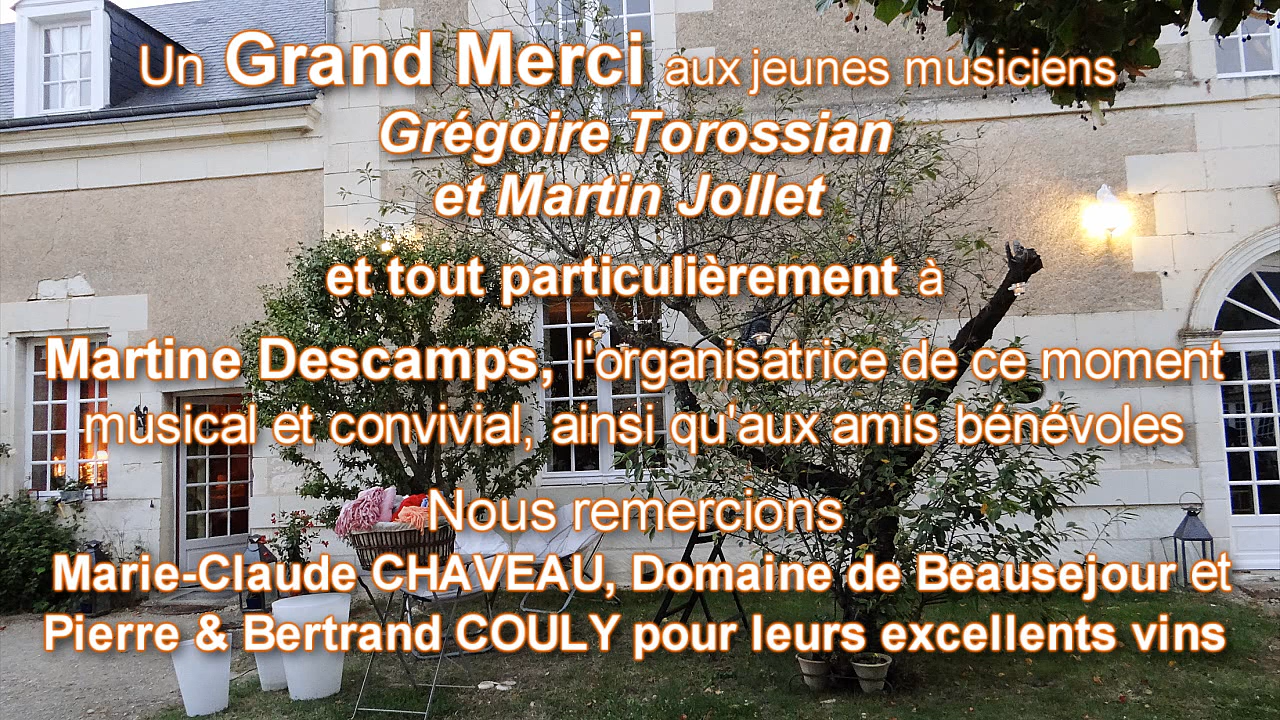 Un Grand Merci aux jeunes musiciens
Grégoire Torossian
et Martin Jollet
et tout particulièrement à
Martine Descamps, l'organisatrice de ce moment
musical et convivial, ainsi qu'aux amis bénévoles
Nous remercions
Marie-Claude CHAVEAU, Domaine de Beausejour et
Pierre & Bertrand COULY pour leurs excellents vins